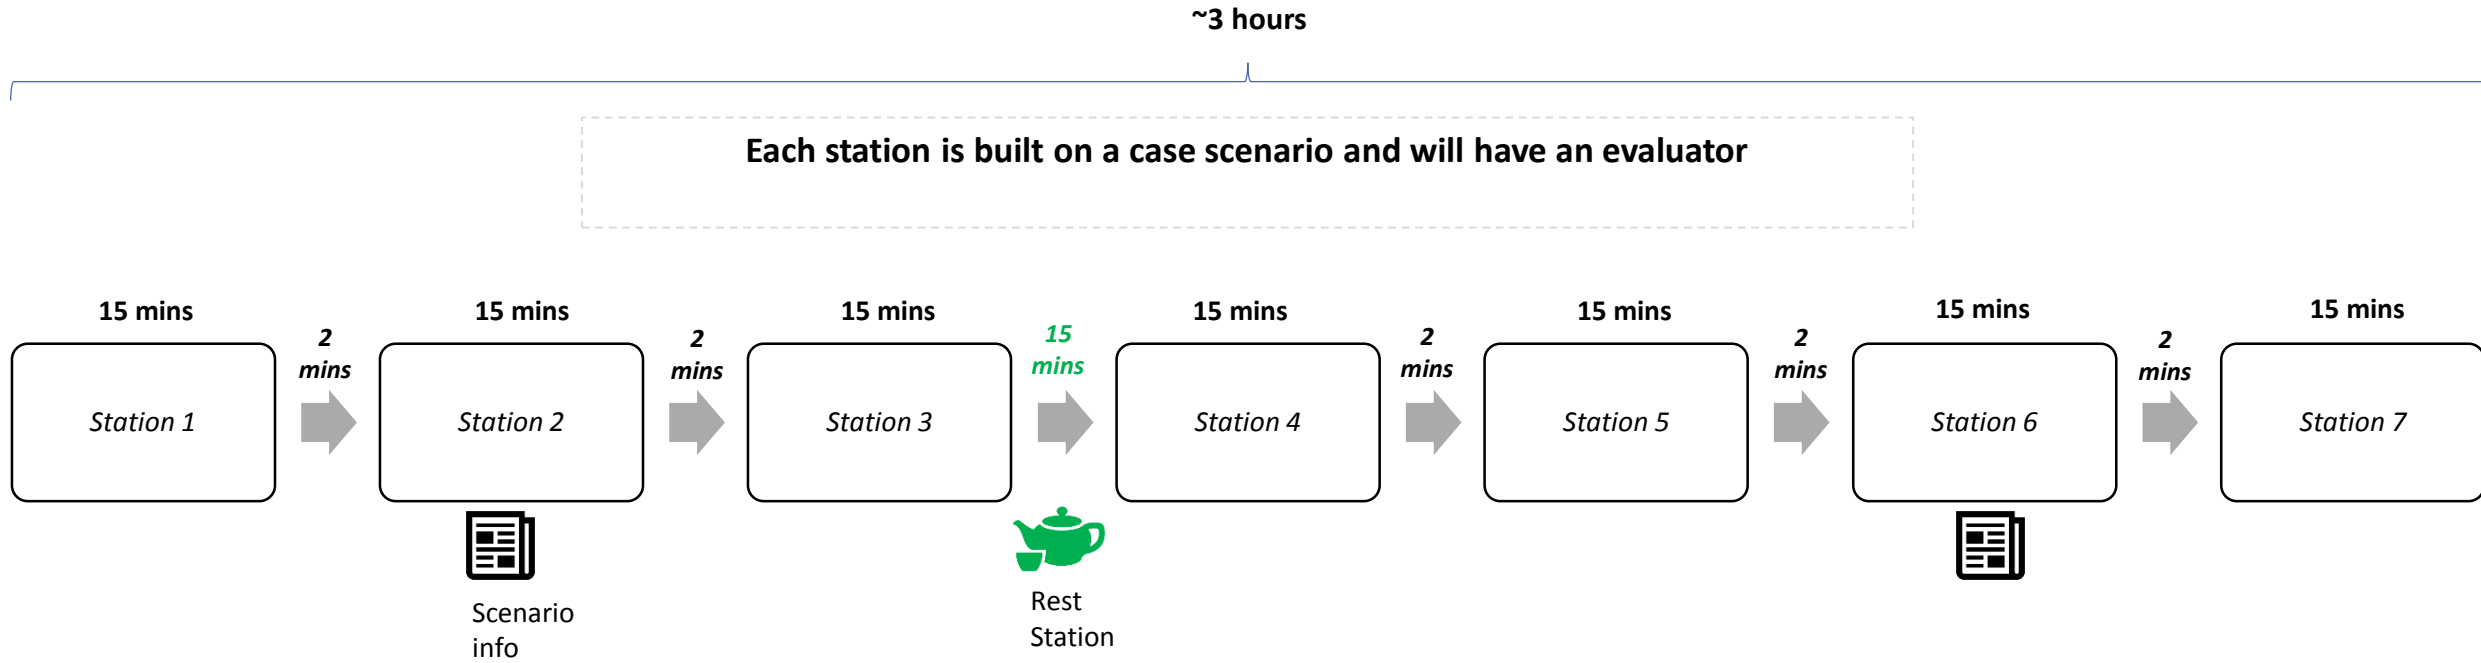 ~3 hours
Each station is built on a case scenario and will have an evaluator
15 mins
15 mins
15 mins
15 mins
15 mins
15 mins
15 mins
2
mins
2
mins
15
mins
2
mins
2
mins
2
mins
Station 1
Station 2
Station 3
Station 4
Station 5
Station 6
Station 7
Scenario
info
Rest
Station